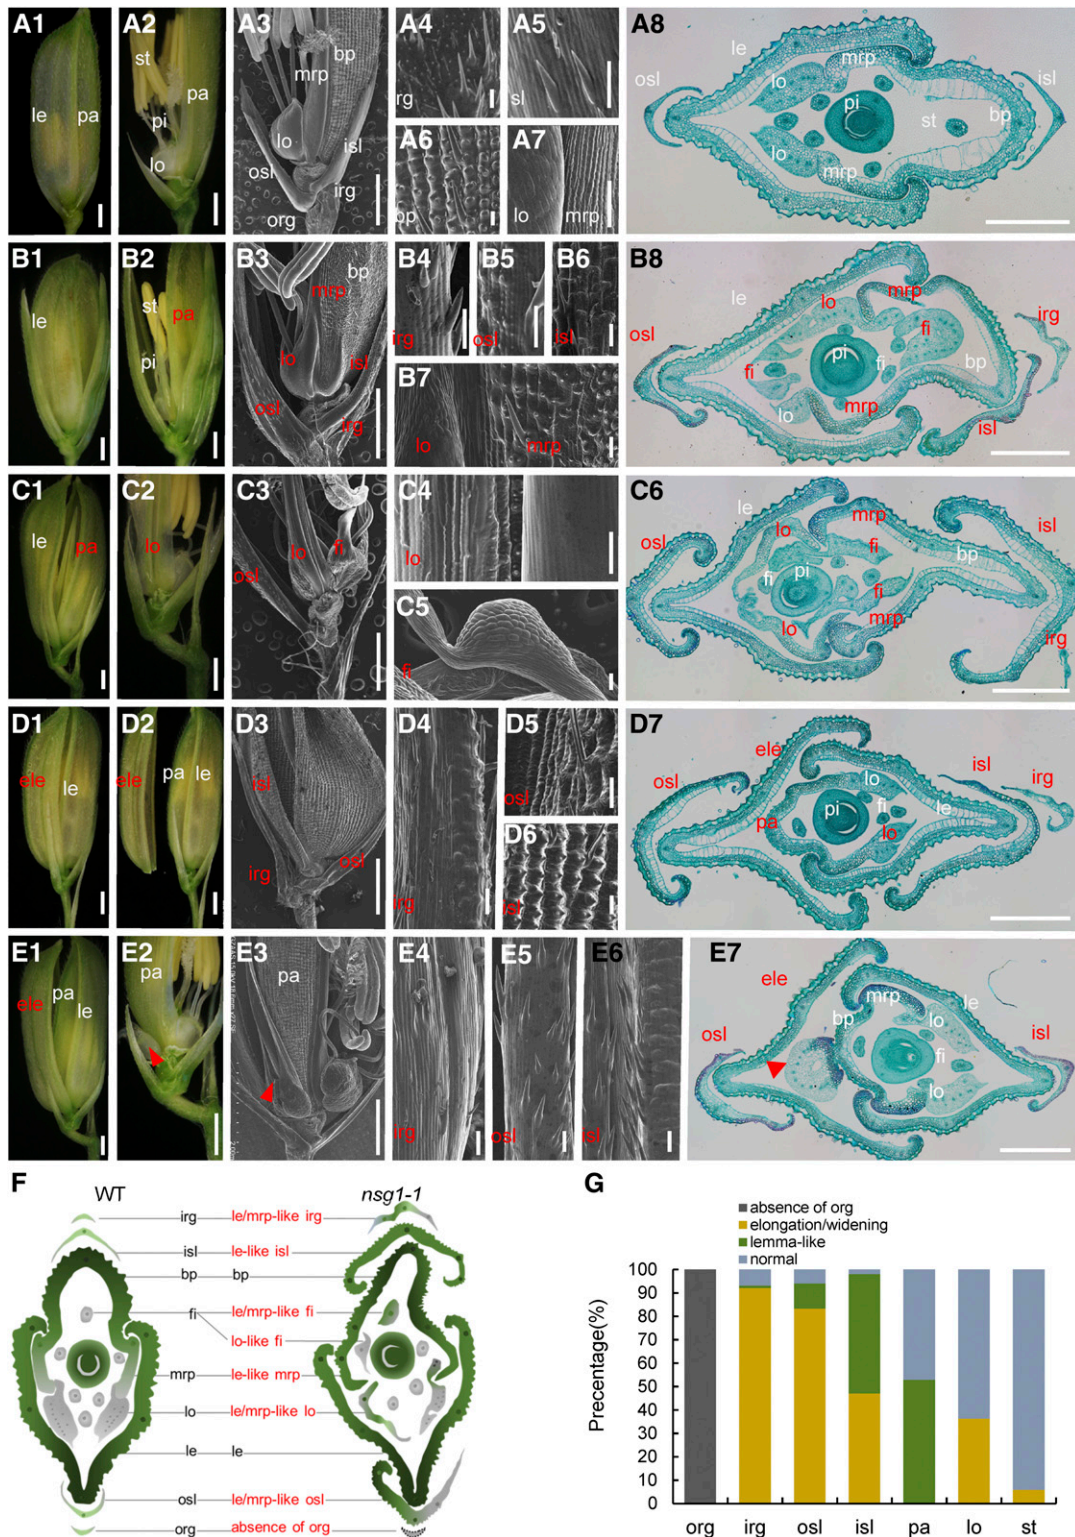 A1
le
pa
A2
st
pa
pi
lo
A3
bp
mrp
lo
isl
osl
irg
org
A4
rg
A5
sl
A6
bp
A7
lo
mrp
A8
mrp
osl
lo
isl
pi
bp
st
lo
mrp
B1
le
B2
st
pa
pi
B3
bp
mrp
lo
isl
osl
irg
B4
irg
B5
osl
B6
isl
B7
lo
mrp
B8
le
lo
mrp
irg
osl
fi
pi
fi
fi
bp
lo
mrp
isl
C1
le
pa
C2
lo
C3
lo
fi
osl
C4
lo
C5
fi
C6
le
mrp
isl
osl
lo
fi
bp
fi
pi
fi
lo
mrp
irg
D1
ele
le
D2
ele
pa
le
D3
isl
irg
osl
D4
irg
D5
osl
D6
isl
D7
ele
osl
lo
isl
irg
pi
fi
le
pa
lo
E1
ele
pa
le
E2
pa
E3
pa
E4
irg
E5
osl
E6
isl
E7
ele
mrp
le
osl
bp
lo
isl
fi
lo
F
WT
nsg1-1
irg
le/mrp-like irg
isl
le-like isl
bp
bp
fi
le/mrp-like fi
lo-like fi
mrp
le-like mrp
lo
le/mrp-like lo
le
le
osl
le/mrp-like osl
org
absence of org
G
absence of org
elongation/widening
lemma-like
normal
Precentage(%)
100
90
80
70
60
50
40
30
20
10
0
org irg osl isl pa lo st